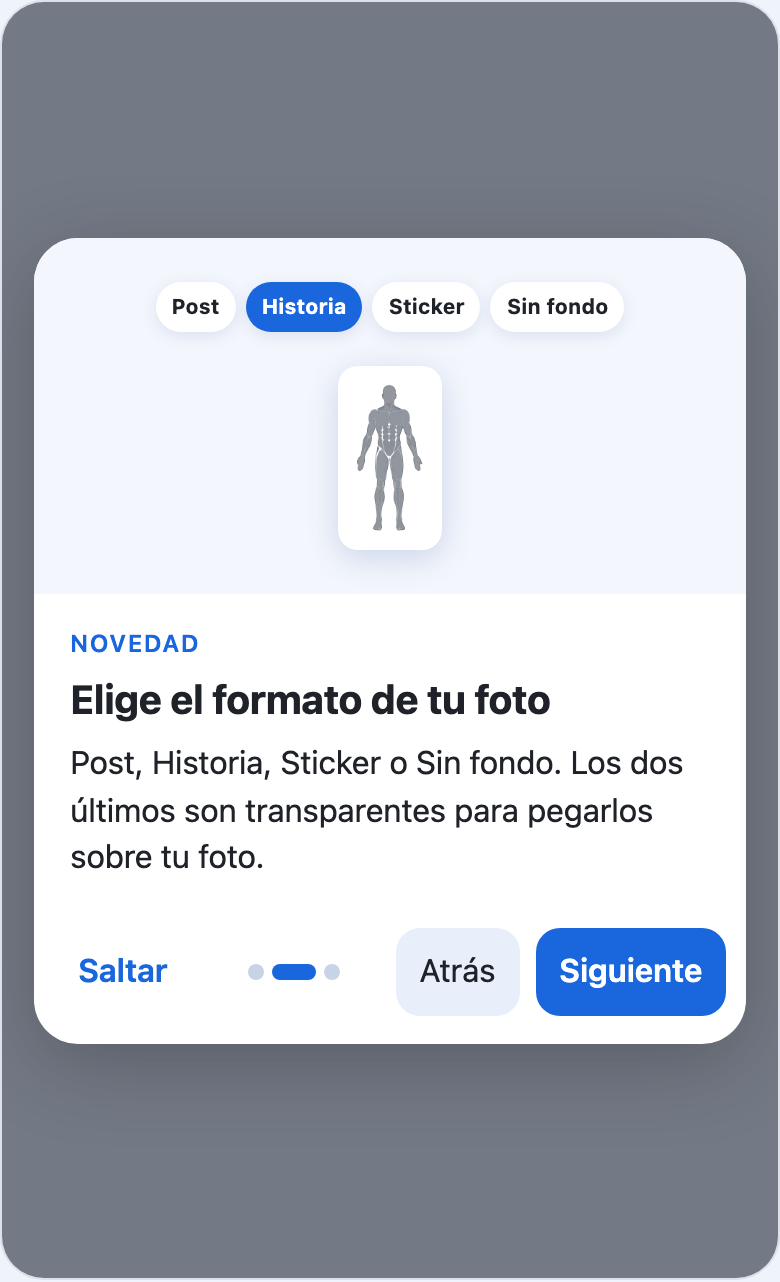 Post Historia Sticker Sin fondo
NOVEDAD
Elige el formato de tu foto
Post, Historia, Sticker o Sin fondo. Los dos
últimos son transparentes para pegarlos
sobre tu foto.
Saltar Atrás Siguiente